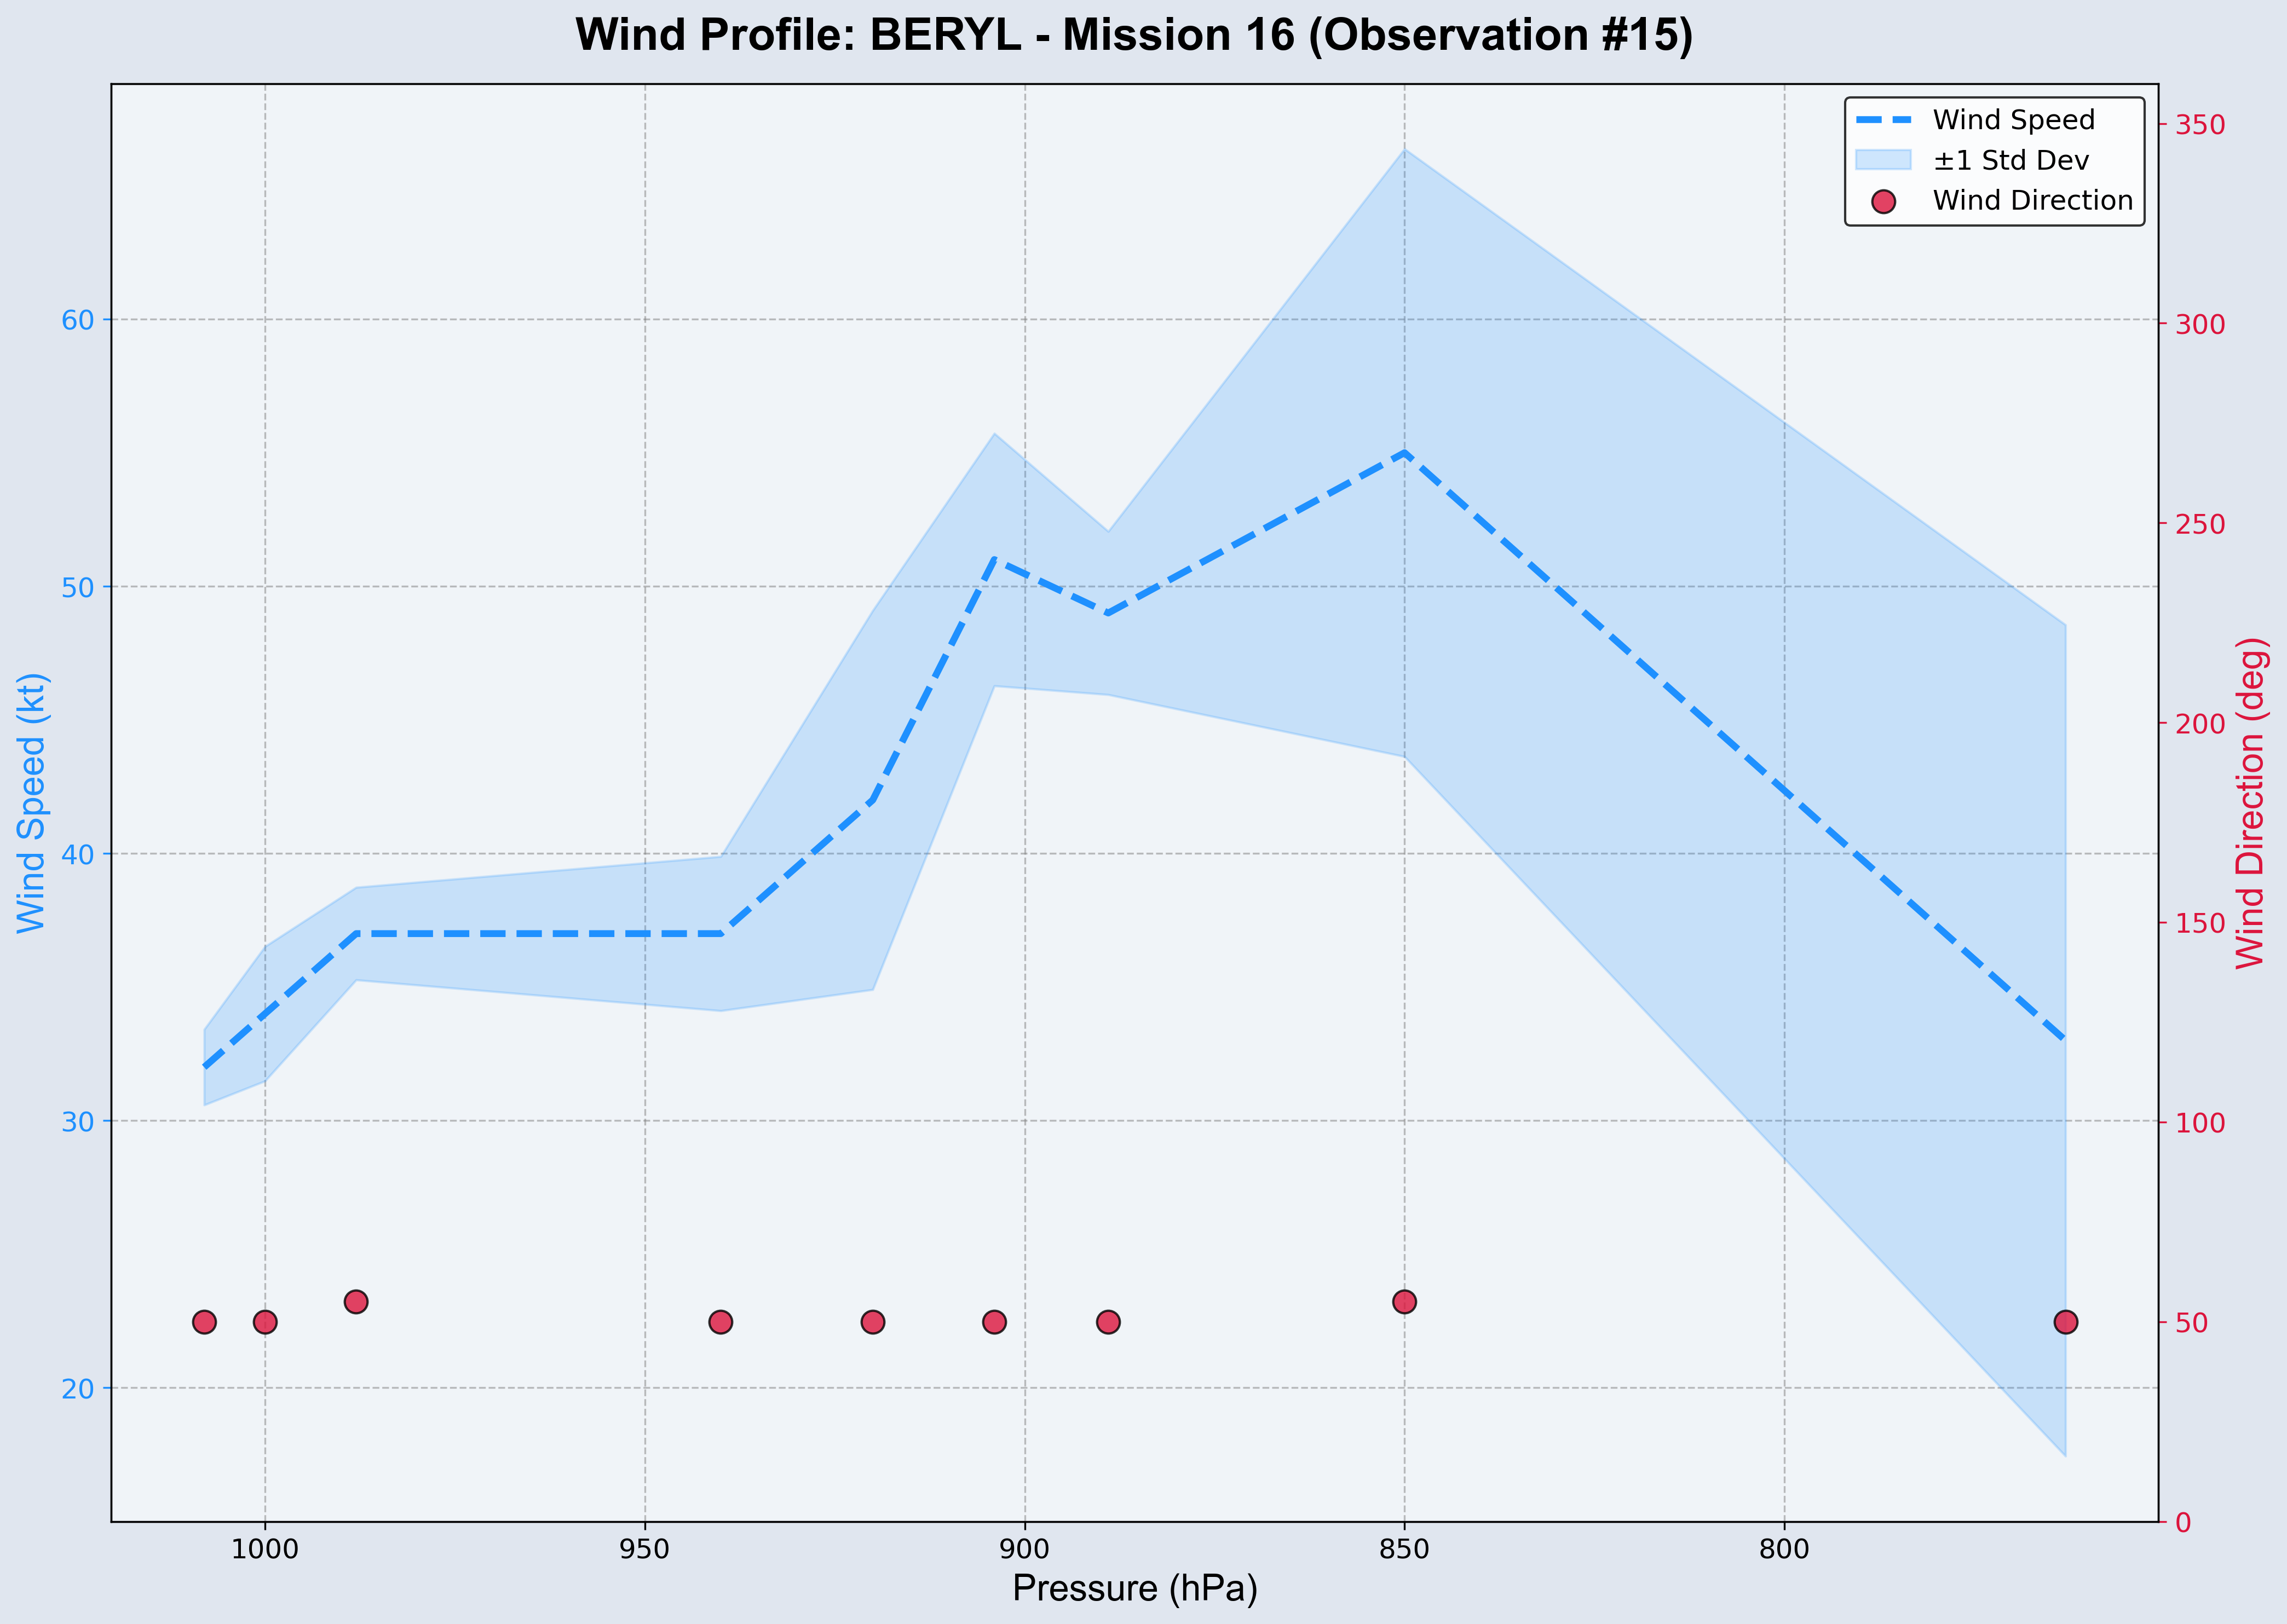 Wind Profile: BERYL - Mission 16 (Observation #15)
Wind Speed
±1 Std Dev
Wind Direction
Wind Speed (kt)
60
50
40
30
20
350
300
250
200
150
100
50
0
Wind Direction (deg)
1000
950
900
850
800
Pressure (hPa)